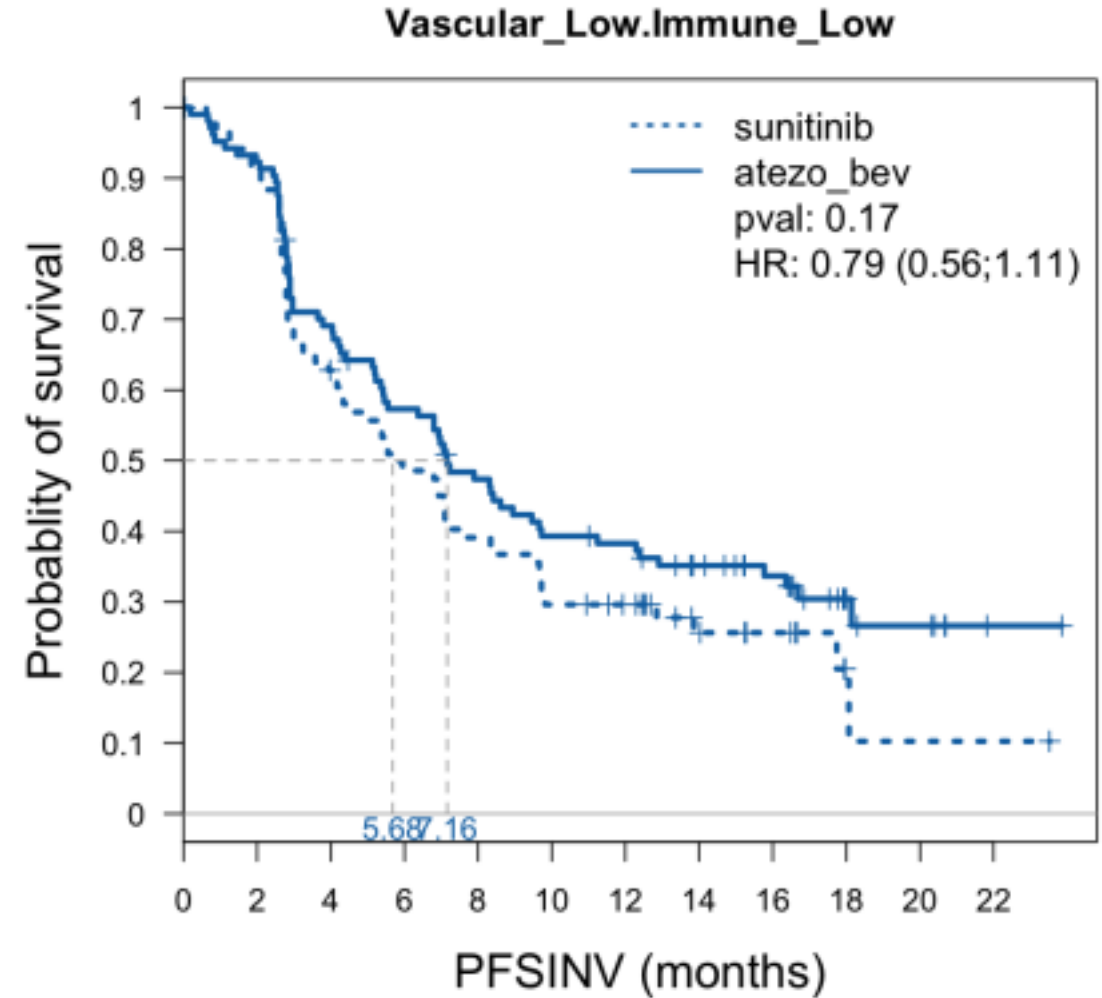 Vascular_Low.Immune_Low
sunitinib
atezo_bev
pval: 0.17
HR: 0.79 (0.56;1.11)
Probablity of survival
1
0.9
0.8
0.7
0.6
0.5
0.4
0.3
0.2
0.1
0
5.68
7.16
0 2 4 6 8 10 12 14 16 18 20 22
PFSINV (months)